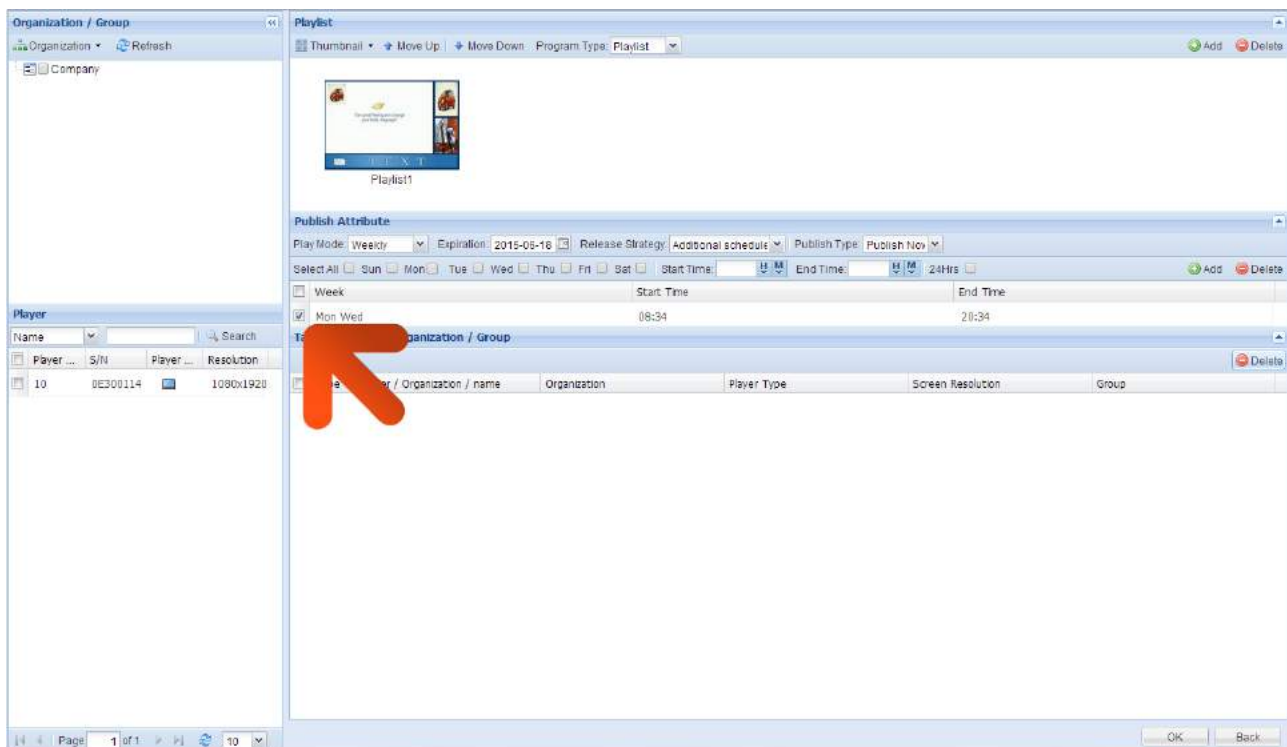 Organization / Group
Organization Refresh
Company
Player
Name Search
Player ... S/N Player ... Resolution
10 0E300114 1080x1920
Page 1 of 1 10
Playlist
Thumbnail Move Up Move Down Program Type: Playlist Add Delete
TEXT
Playlist1
Publish Attribute
Play Mode: Weekly Expiration: 2015-06-18 Release Strategy: Additional schedule Publish Type: Publish Nov
Select All Sun Mon Tue Wed Thu Fri Sat Start Time: H M End Time: H M 24Hrs Add Delete
Week Start Time End Time
Mon Wed 08:34 20:34
ganization / Group
Delete
/ Organization / name Organization Player Type Screen Resolution Group
OK Back